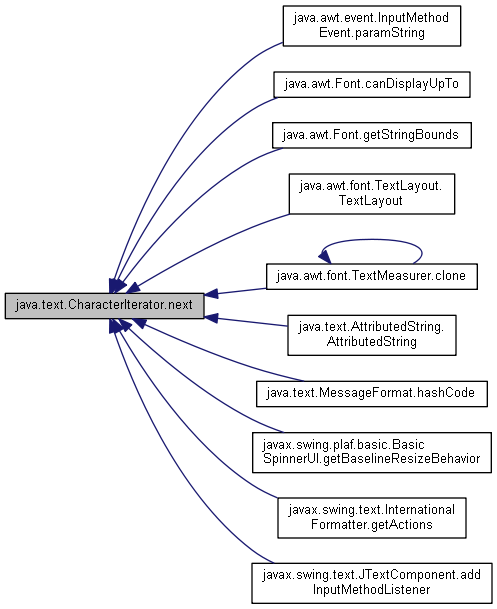 java.awt.event.InputMethod
Event.paramString
java.awt.Font.canDisplayUpTo
java.awt.Font.getStringBounds
java.awt.font.TextLayout.
TextLayout
java.awt.font.TextMeasurer.clone
java.text.CharacterIterator.next
java.text.AttributedString.
AttributedString
java.text.MessageFormat.hashCode
javax.swing.plaf.basic.Basic
SpinnerUI.getBaselineResizeBehavior
javax.swing.text.International
Formatter.getActions
javax.swing.text.JTextComponent.add
InputMethodListener